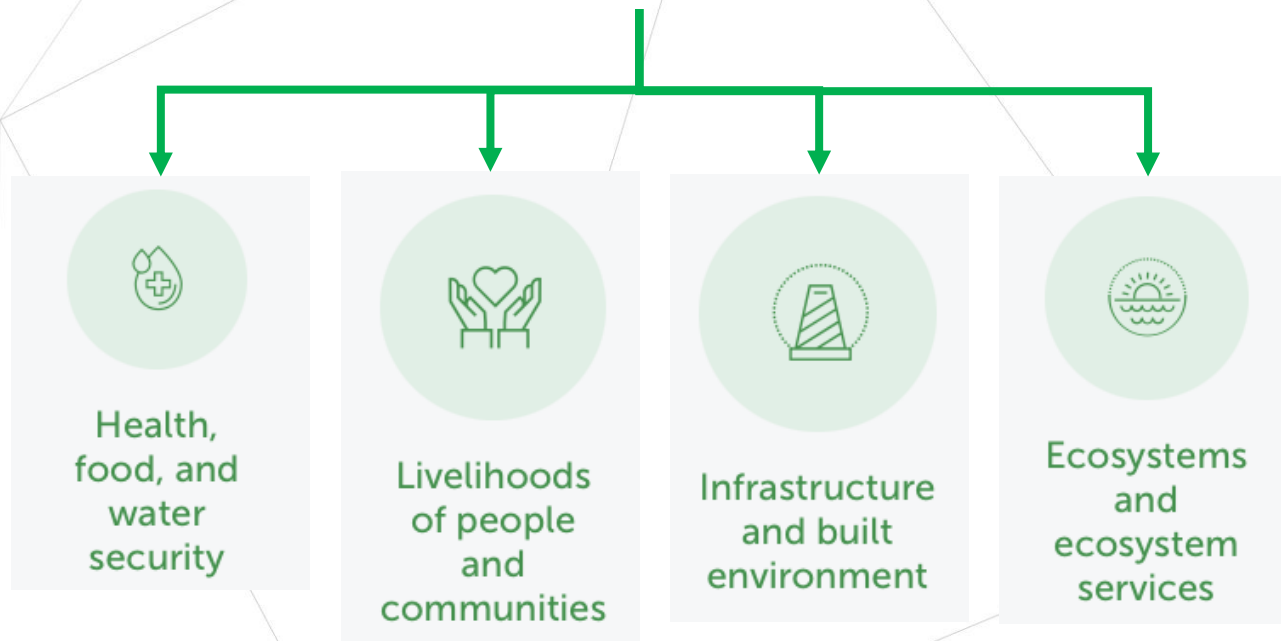 Health,
food, and
water
security
Livelihoods
of people
and
communities
Infrastructure
and built
environment
Ecosystems
and
ecosystem
services